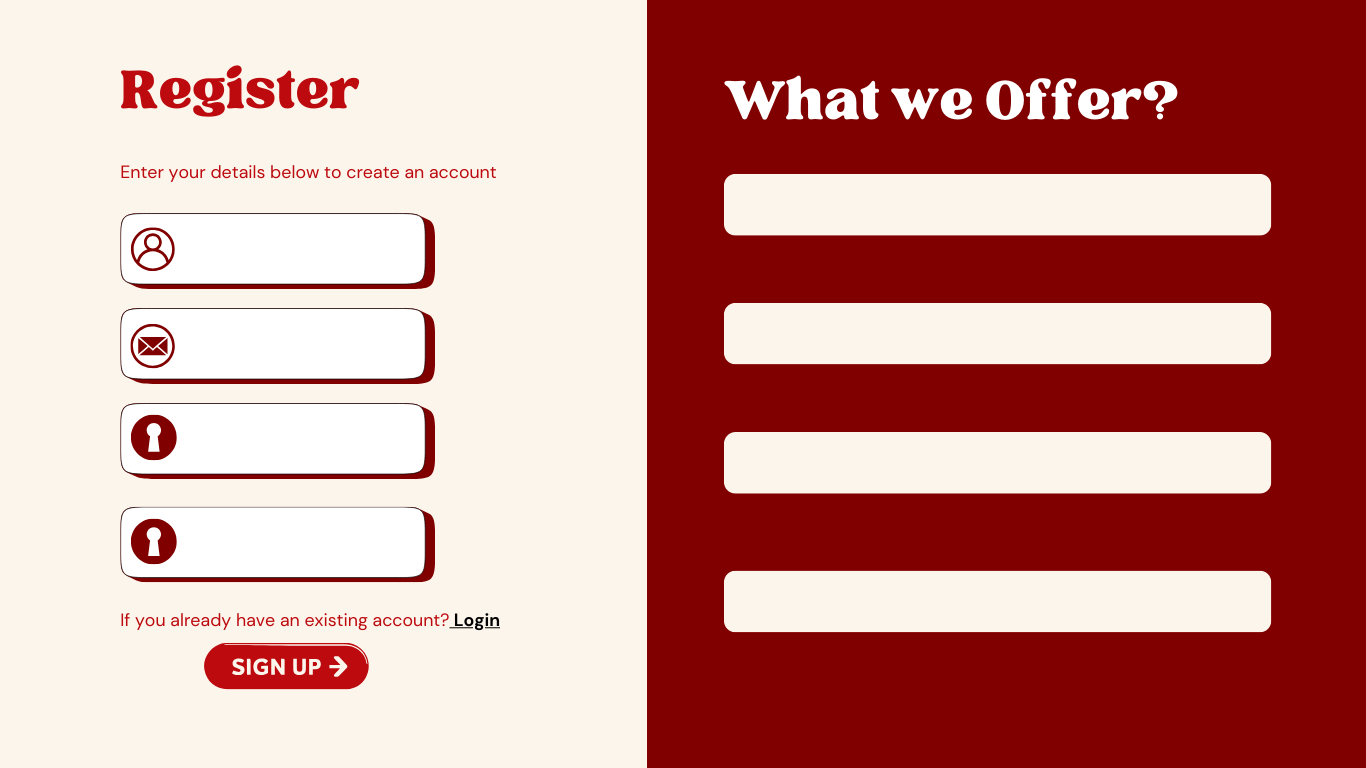 Register
Enter your details below to create an account
If you already have an existing account? Login
SIGN UP
What we Offer?